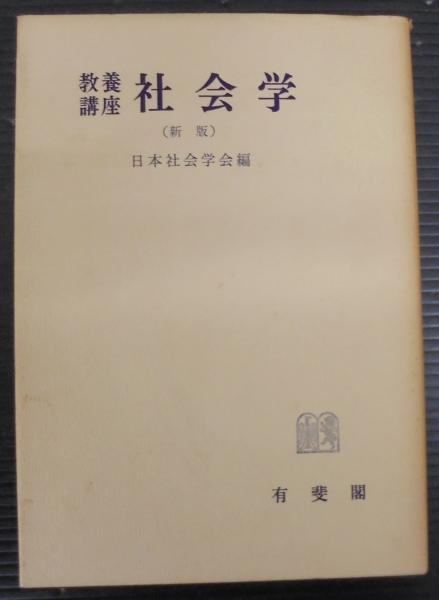 教養講座 社会学
（新版）
日本社会学会編
有斐閣